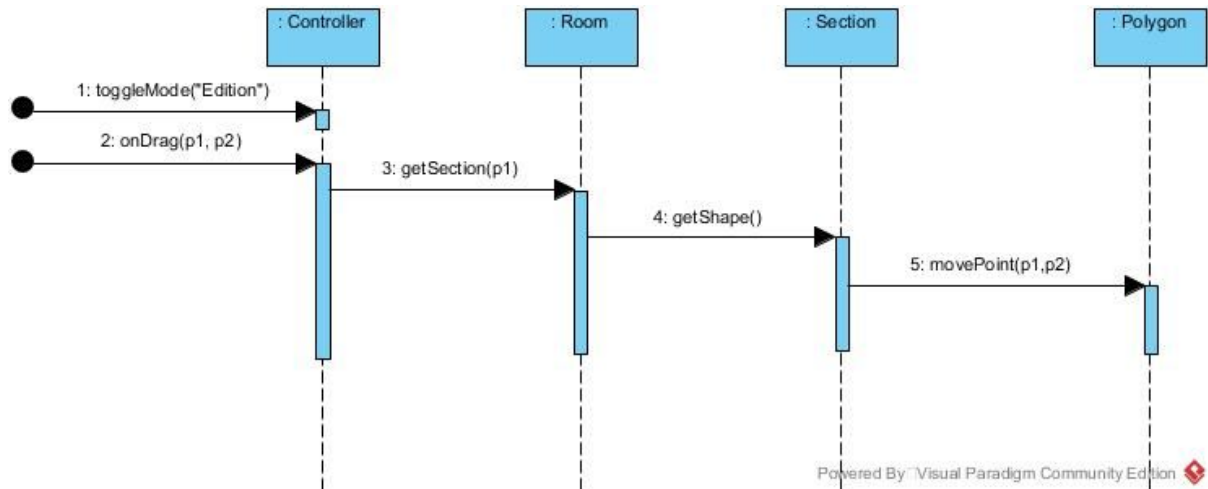 : Controller
: Room
: Section
: Polygon
1: toggleMode("Edition")
2: onDrag(p1, p2)
3: getSection(p1)
4: getShape()
5: movePoint(p1,p2)
Powered By Visual Paradigm Community Edition